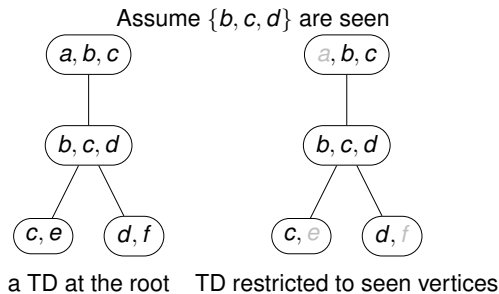 Assume {b, c, d} are seen
a, b, c
a, b, c
b, c, d
b, c, d
c, e
d, f
c, e
d, f
a TD at the root
TD restricted to seen vertices